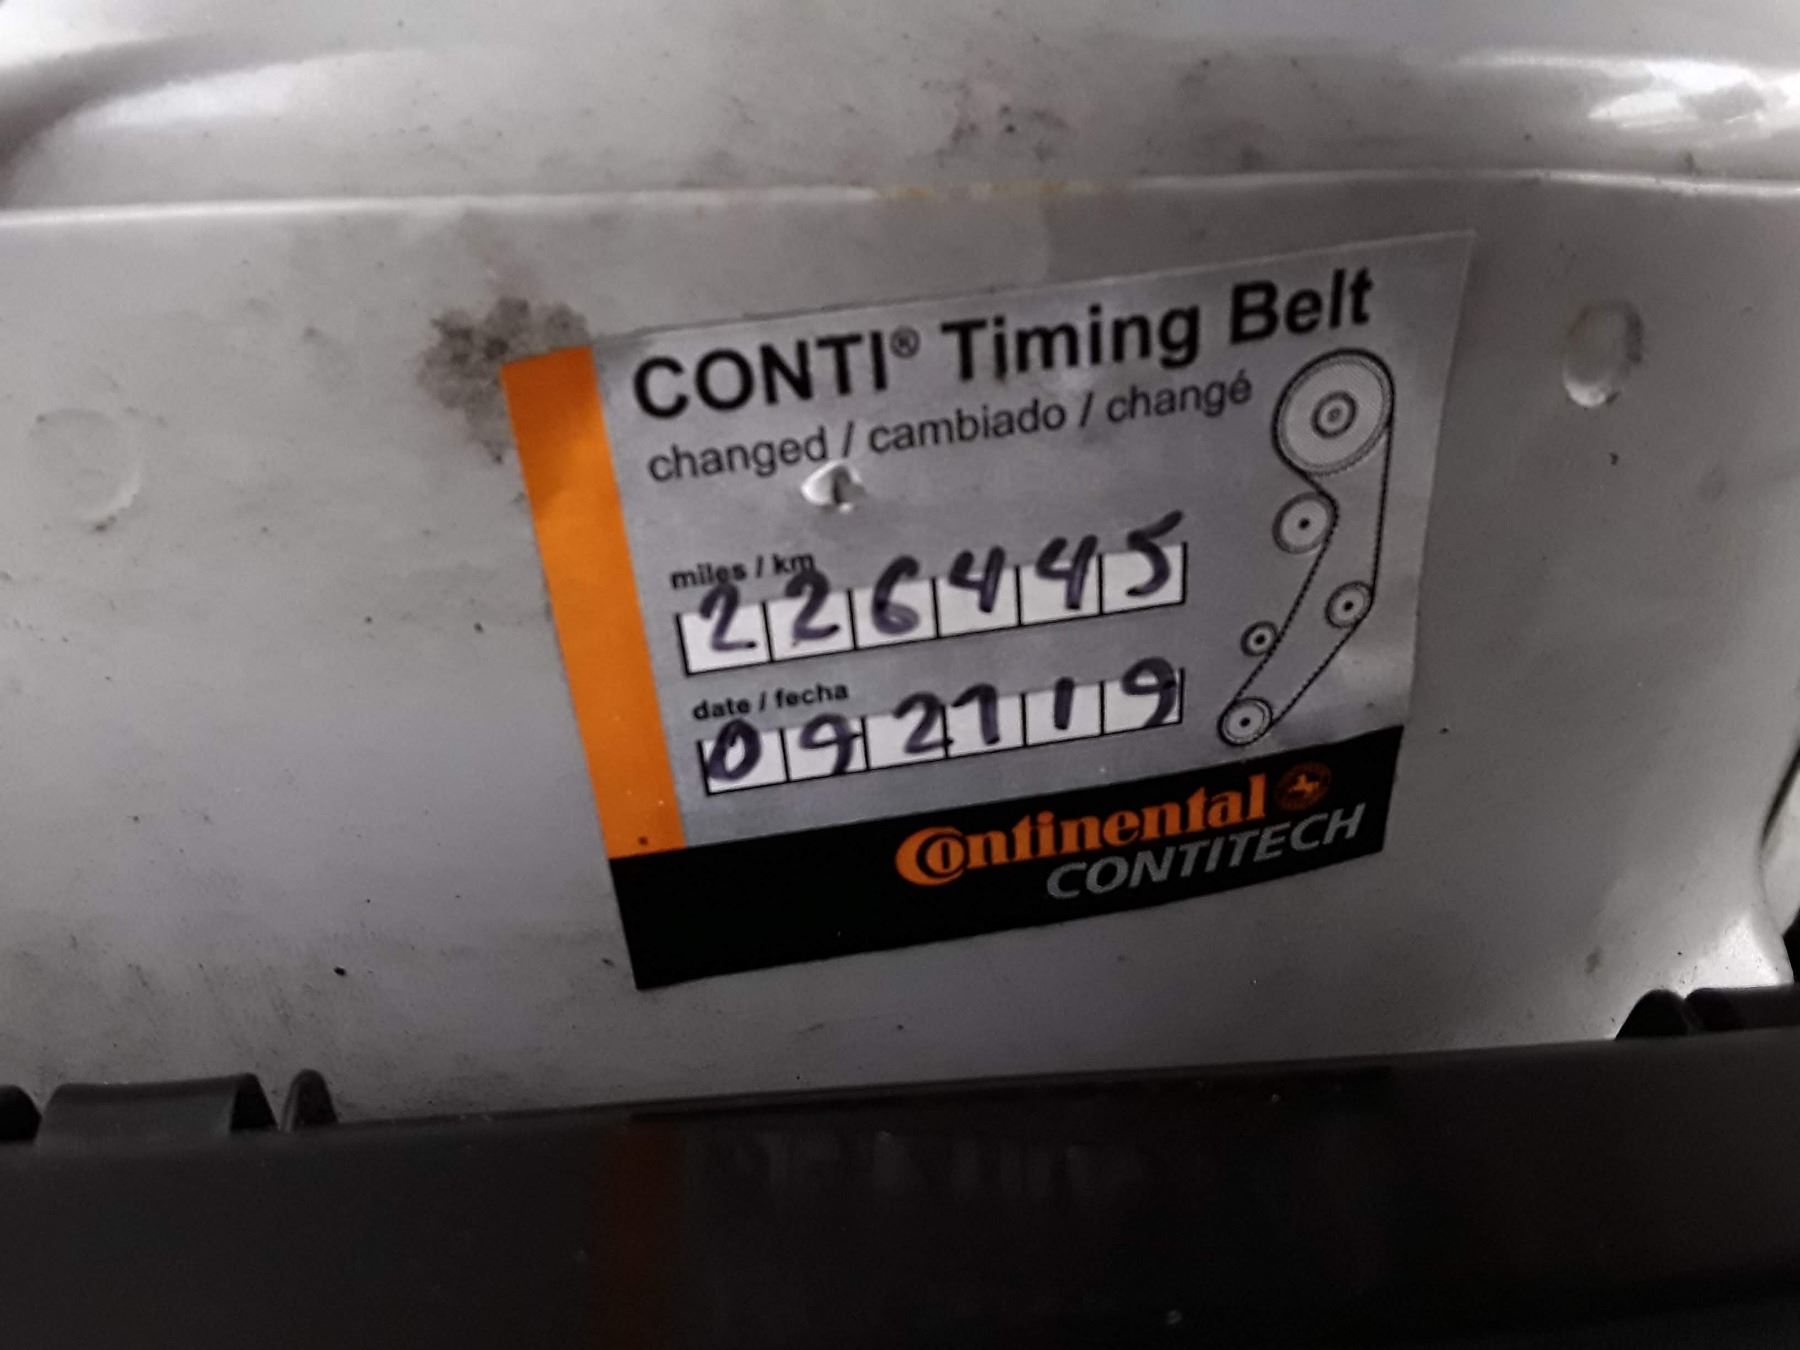 CONTI® Timing Belt
changed / cambiado / changé
miles / km
226445
date / fecha
092719
Continental
CONTITECH